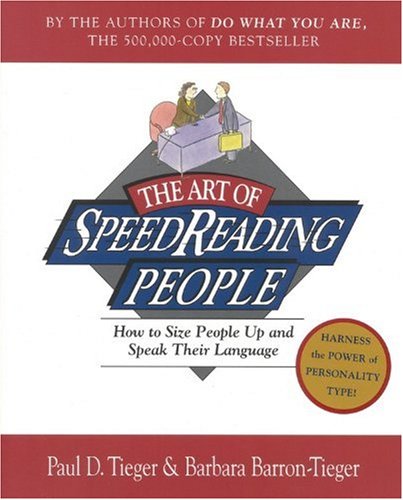 BY THE AUTHORS OF DO WHAT YOU ARE,
THE 500,000-COPY BESTSELLER
THE ART OF
SPEEDREADING
PEOPLE
How to Size People Up and
Speak Their Language
HARNESS
the POWER of
PERSONALITY
TYPE!
Paul D. Tieger & Barbara Barron-Tieger